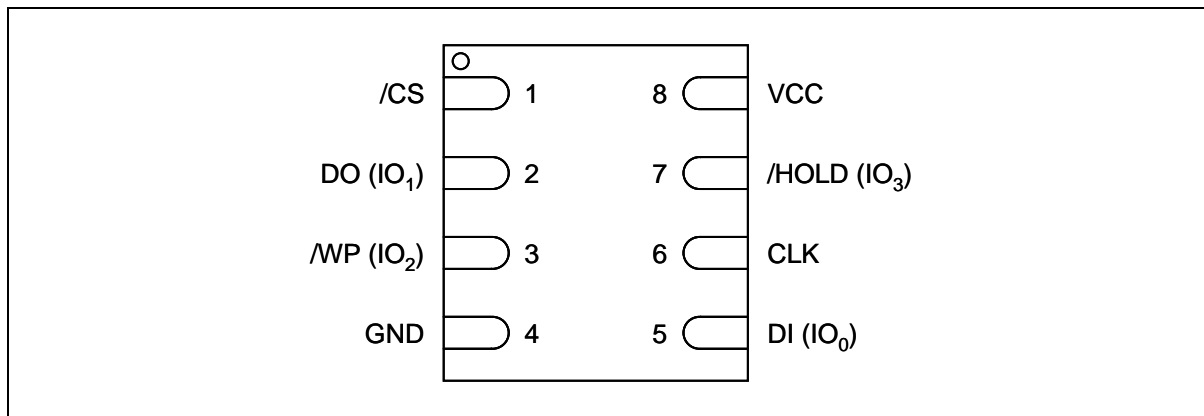 /CS 1 8 VCC
DO (IO₁) 2 7 /HOLD (IO₃)
/WP (IO₂) 3 6 CLK
GND 4 5 DI (IO₀)